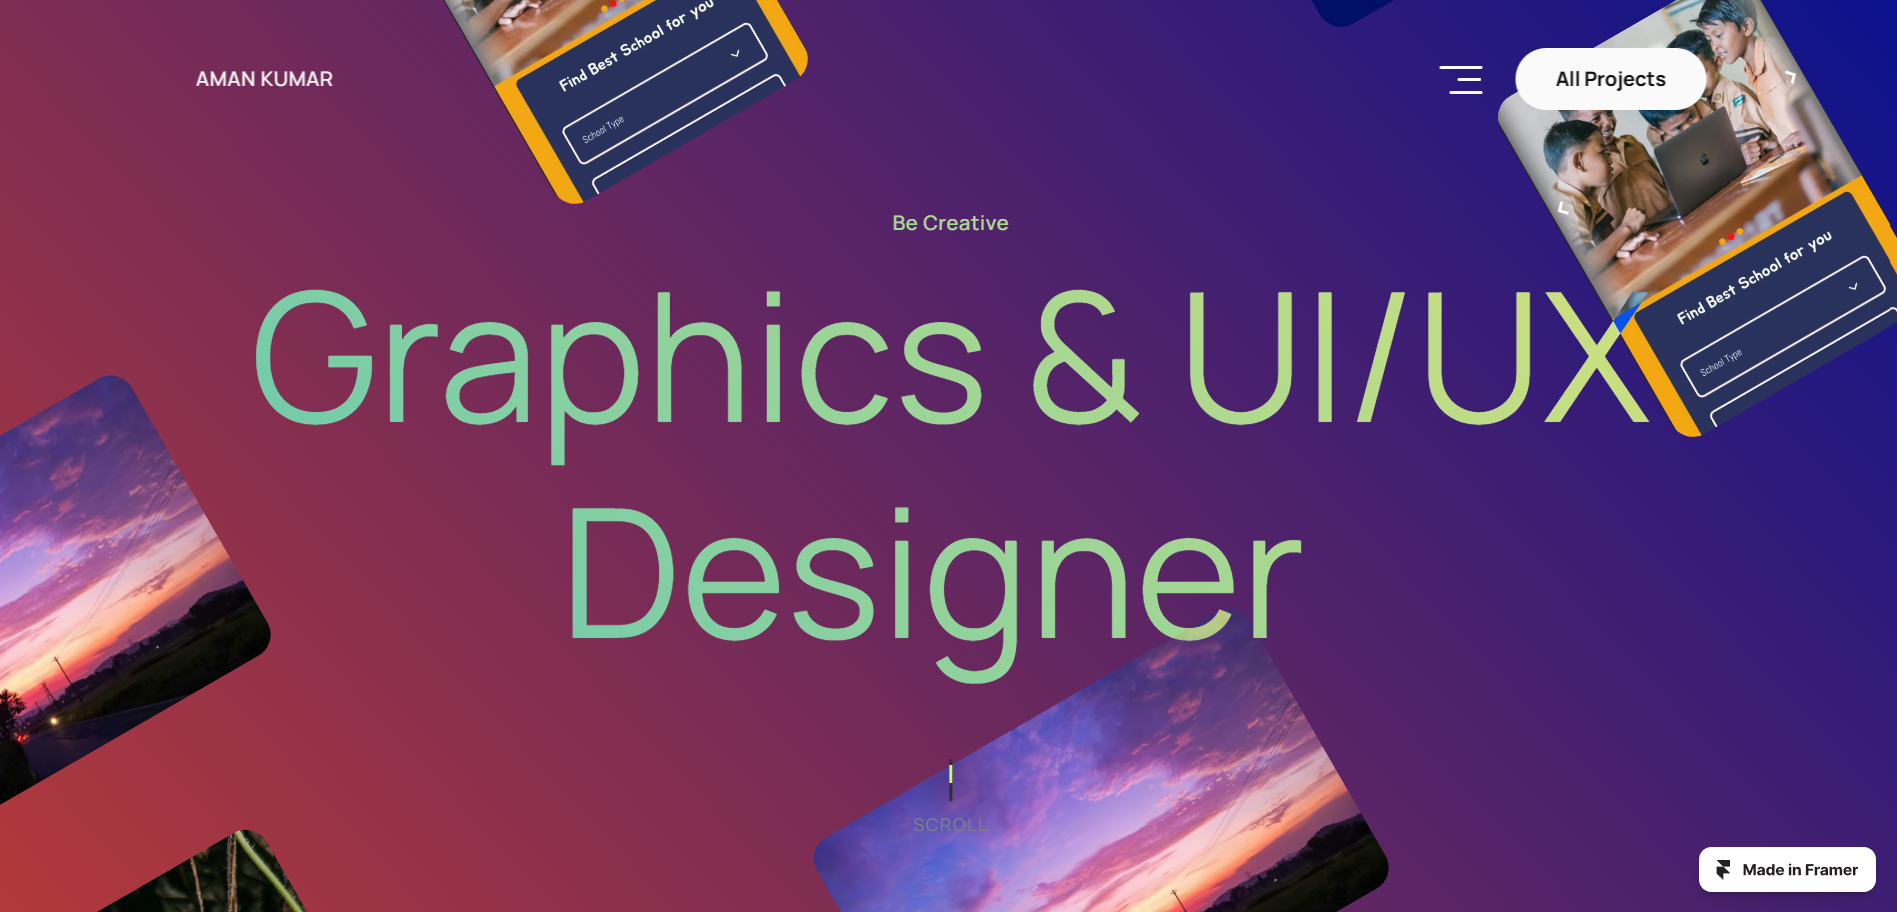 AMAN KUMAR
All Projects
Find Best School for you
School Type
Be Creative
Graphics & UI/UX
Designer
Find Best School for you
School Type
SCROLL
Made in Framer